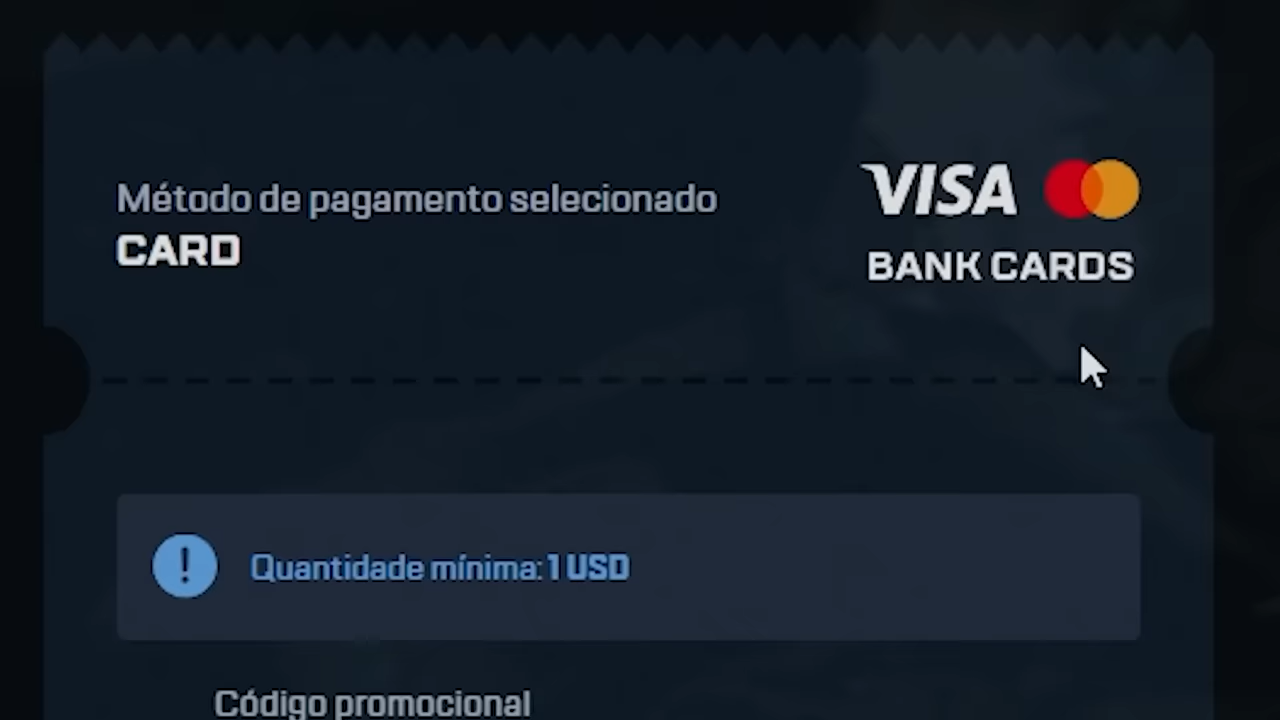 Método de pagamento selecionado
CARD
VISA
BANK CARDS
Quantidade mínima: 1 USD
Código promocional